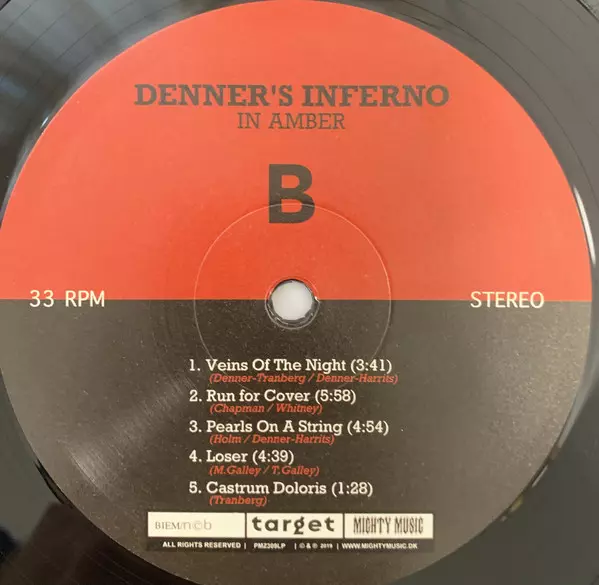 DENNER'S INFERNO
IN AMBER
B
33 RPM
STEREO
1. Veins Of The Night (3:41)
(Denner-Tranberg / Denner-Harrits)
2. Run for Cover (5:58)
(Chapman / Whitney)
3. Pearls On A String (4:54)
(Holm / Denner-Harrits)
4. Loser (4:39)
(M.Galley / T.Galley)
5. Castrum Doloris (1:28)
(Tranberg)
BIEM/n©b target MIGHTY MUSIC
ALL RIGHTS RESERVED | PMZ309LP | © & ℗ 2019 | WWW.MIGHTYMUSIC.DK